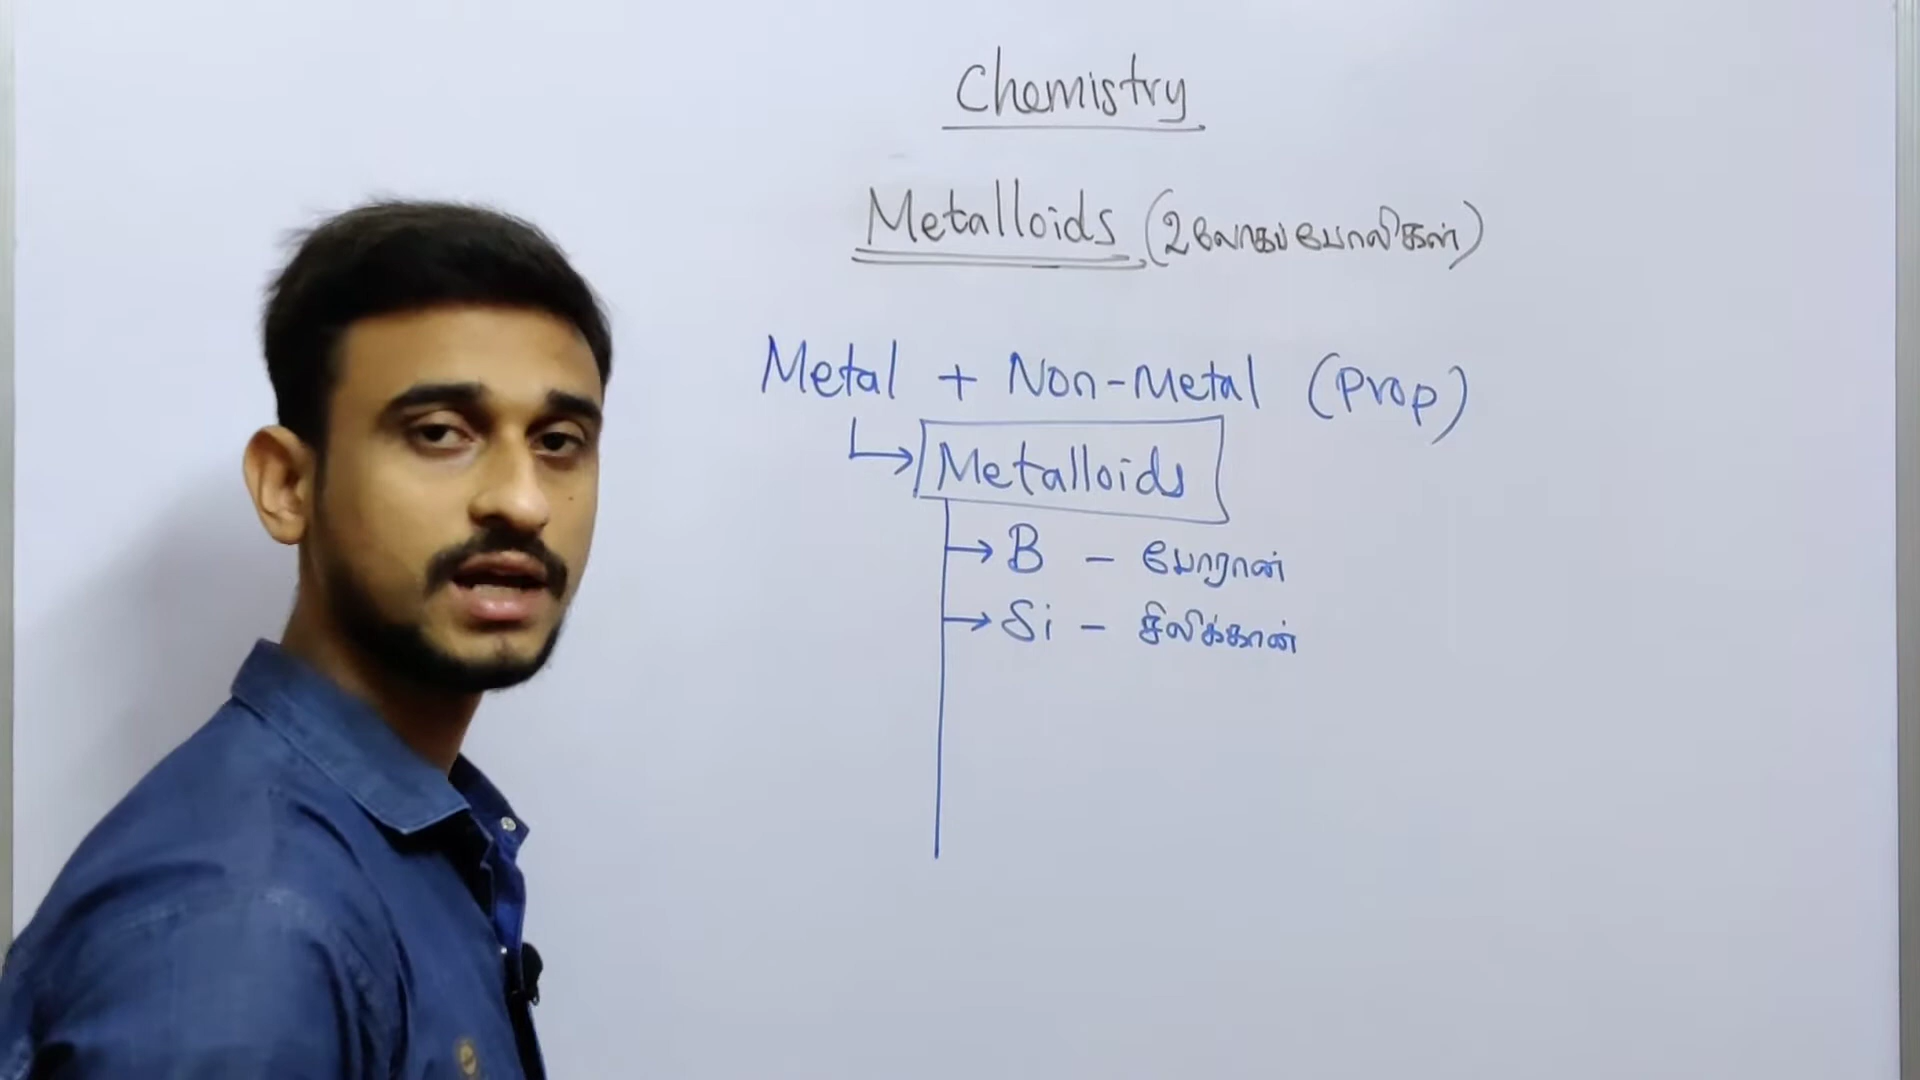 Chemistry
Metalloids (உலோகப்போலிகள்)
Metal + Non-Metal (Prop)
Metalloids
B - போரான்
Si - சிலிக்கான்